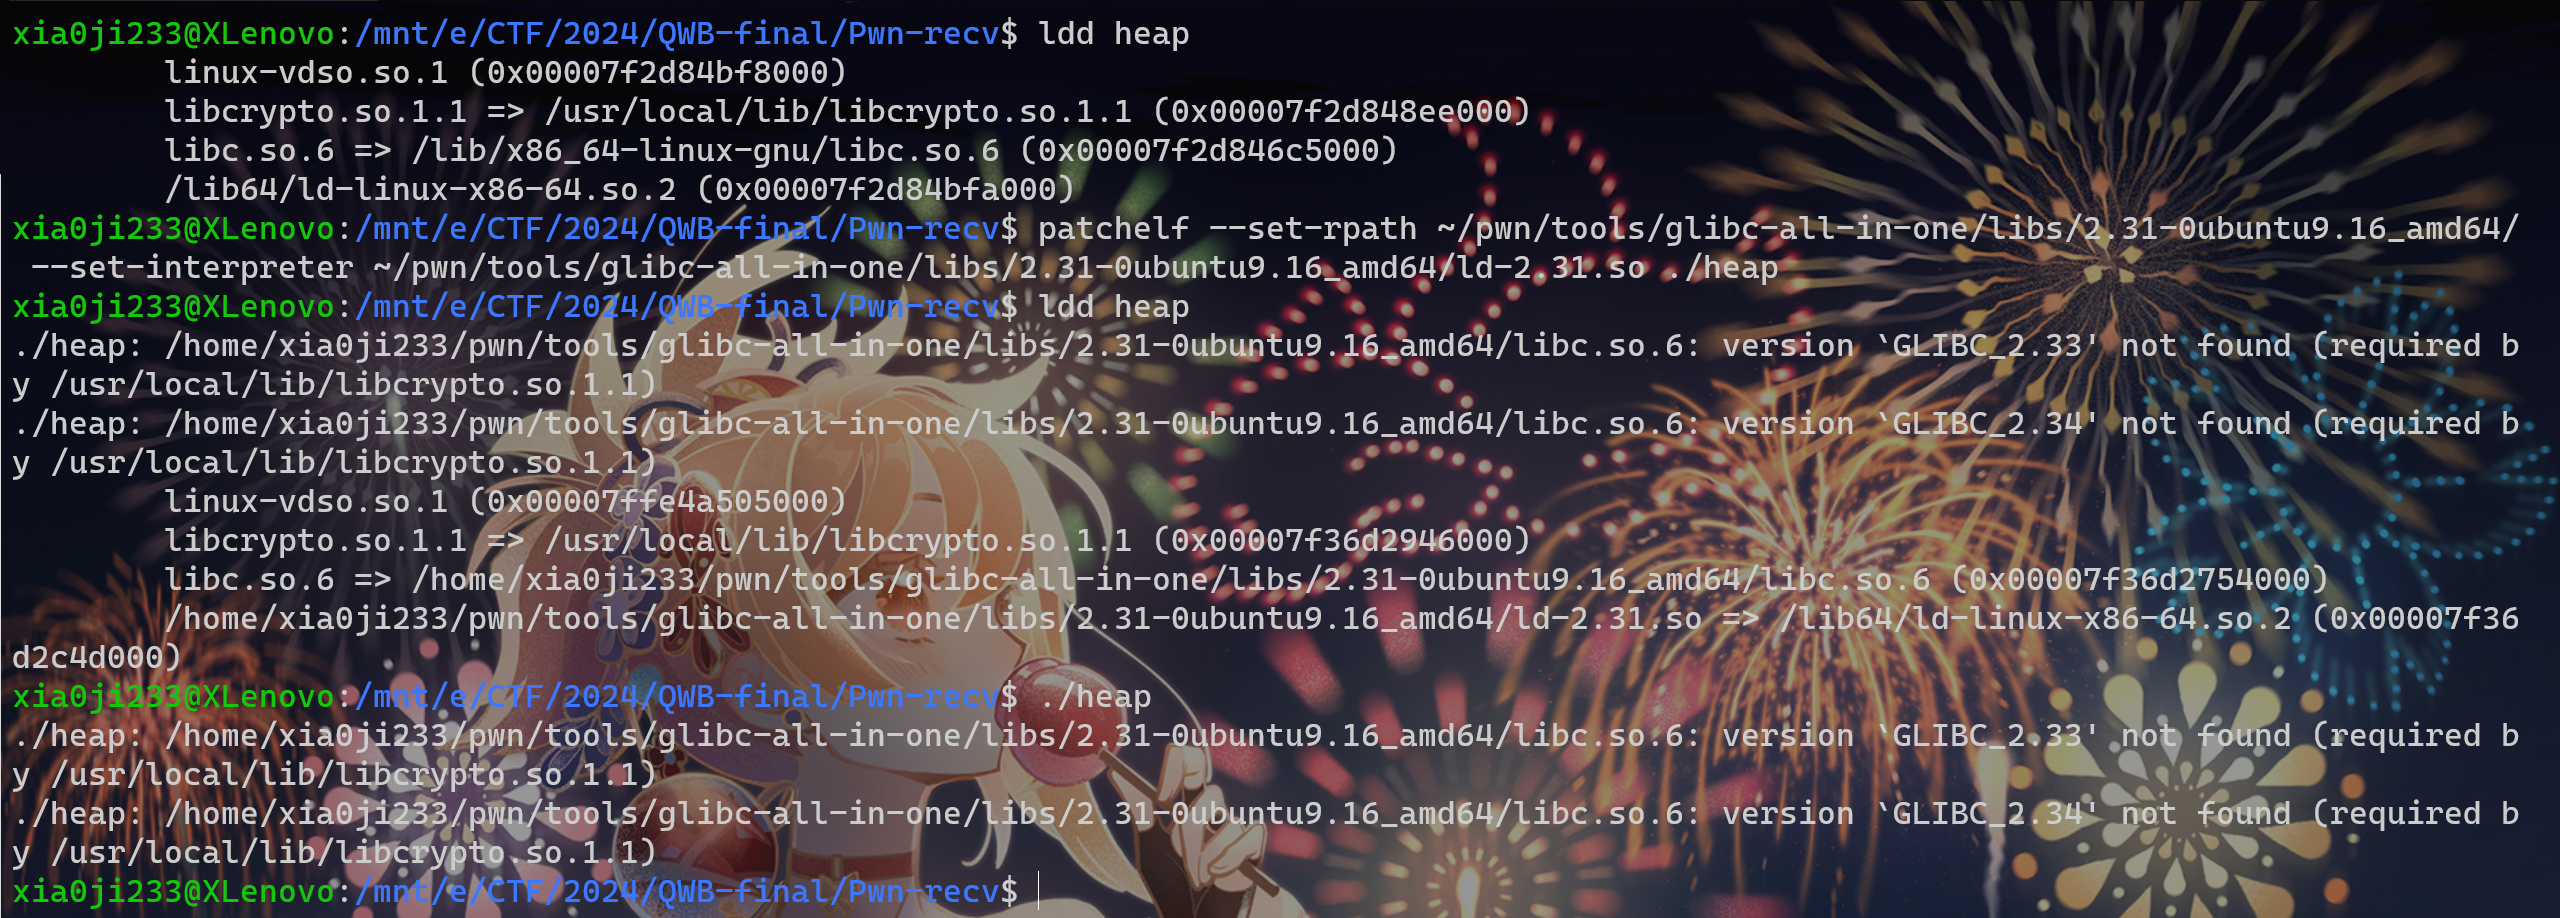 xia0ji233@XLenovo:/mnt/e/CTF/2024/QWB-final/Pwn-recv$ ldd heap
linux-vdso.so.1 (0x00007f2d84bf8000)
libcrypto.so.1.1 => /usr/local/lib/libcrypto.so.1.1 (0x00007f2d848ee000)
libc.so.6 => /lib/x86_64-linux-gnu/libc.so.6 (0x00007f2d846c5000)
/lib64/ld-linux-x86-64.so.2 (0x00007f2d84bfa000)
xia0ji233@XLenovo:/mnt/e/CTF/2024/QWB-final/Pwn-recv$ patchelf --set-rpath ~/pwn/tools/glibc-all-in-one/libs/2.31-0ubuntu9.16_amd64/
--set-interpreter ~/pwn/tools/glibc-all-in-one/libs/2.31-0ubuntu9.16_amd64/ld-2.31.so ./heap
xia0ji233@XLenovo:/mnt/e/CTF/2024/QWB-final/Pwn-recv$ ldd heap
./heap: /home/xia0ji233/pwn/tools/glibc-all-in-one/libs/2.31-0ubuntu9.16_amd64/libc.so.6: version `GLIBC_2.33' not found (required b
y /usr/local/lib/libcrypto.so.1.1)
./heap: /home/xia0ji233/pwn/tools/glibc-all-in-one/libs/2.31-0ubuntu9.16_amd64/libc.so.6: version `GLIBC_2.34' not found (required b
y /usr/local/lib/libcrypto.so.1.1)
linux-vdso.so.1 (0x00007ffe4a505000)
libcrypto.so.1.1 => /usr/local/lib/libcrypto.so.1.1 (0x00007f36d2946000)
libc.so.6 => /home/xia0ji233/pwn/tools/glibc-all-in-one/libs/2.31-0ubuntu9.16_amd64/libc.so.6 (0x00007f36d2754000)
/home/xia0ji233/pwn/tools/glibc-all-in-one/libs/2.31-0ubuntu9.16_amd64/ld-2.31.so => /lib64/ld-linux-x86-64.so.2 (0x00007f36
d2c4d000)
xia0ji233@XLenovo:/mnt/e/CTF/2024/QWB-final/Pwn-recv$ ./heap
./heap: /home/xia0ji233/pwn/tools/glibc-all-in-one/libs/2.31-0ubuntu9.16_amd64/libc.so.6: version `GLIBC_2.33' not found (required b
y /usr/local/lib/libcrypto.so.1.1)
./heap: /home/xia0ji233/pwn/tools/glibc-all-in-one/libs/2.31-0ubuntu9.16_amd64/libc.so.6: version `GLIBC_2.34' not found (required b
y /usr/local/lib/libcrypto.so.1.1)
xia0ji233@XLenovo:/mnt/e/CTF/2024/QWB-final/Pwn-recv$